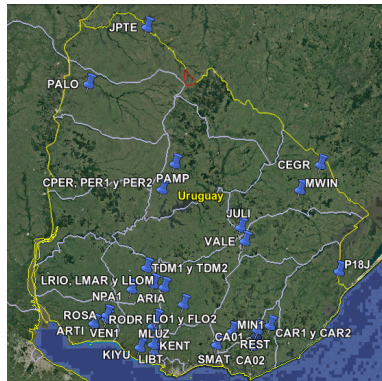 JPTE
PALO
CEGR
PAMP
CPER, PER1 y PER2
MWIN
Uruguay
JULI
VALE
P18J
TDM1 y TDM2
LRIO, LMAR y LLOM
NPA1
ARIA
ROSA
RODR
FLO1 y FLO2
MIN1
ARTI
VEN1
MLUZ
CA01
CAR1 y CAR2
KIYU
KENT
REST
LIBT
SMAT
CA02